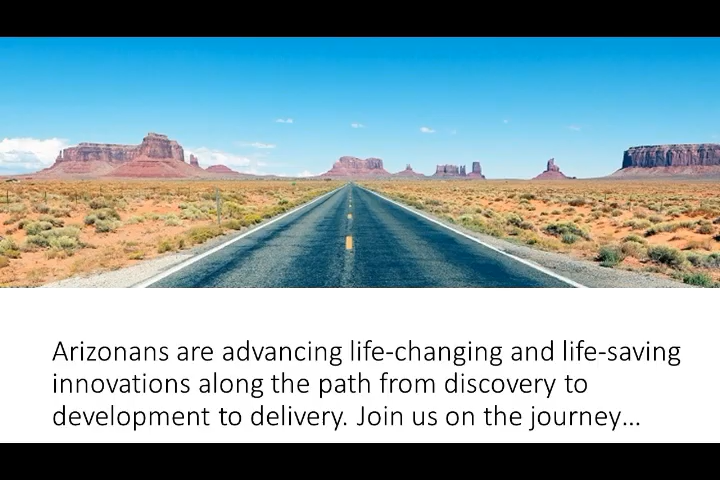 Arizonans are advancing life-changing and life-saving
innovations along the path from discovery to
development to delivery. Join us on the journey…